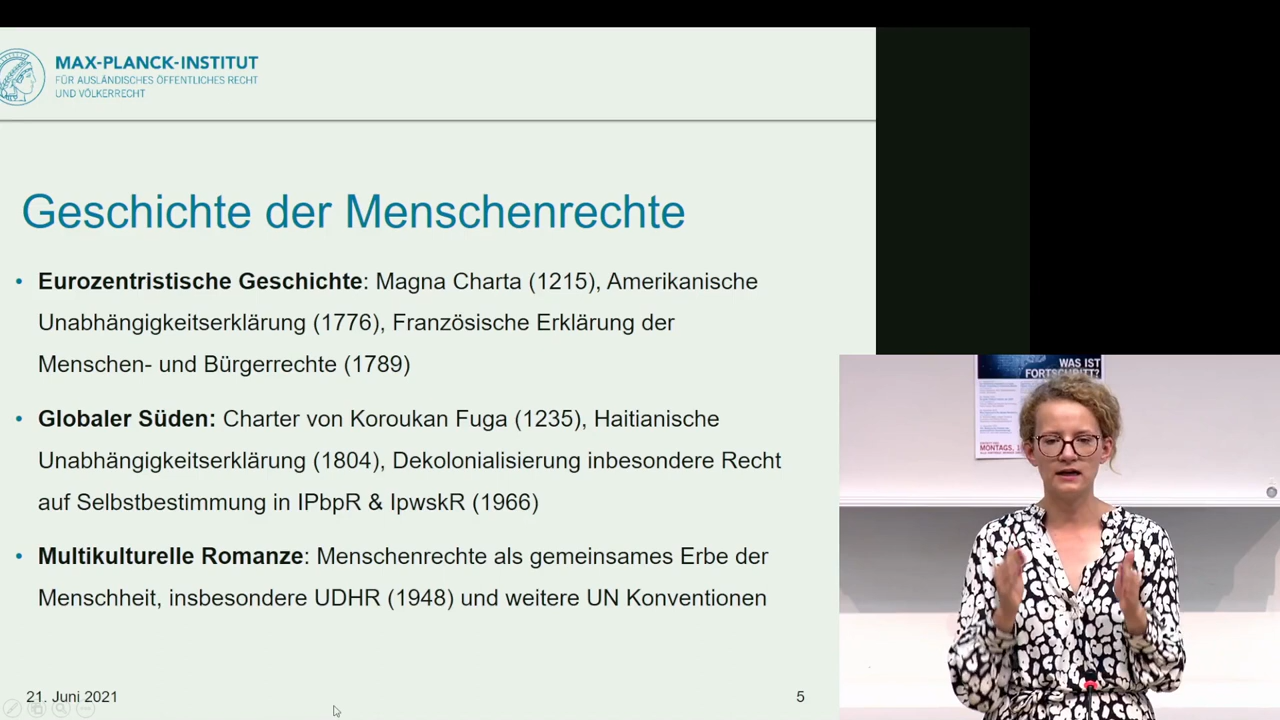 MAX-PLANCK-INSTITUT
FÜR AUSLÄNDISCHES ÖFFENTLICHES RECHT
UND VÖLKERRECHT
Geschichte der Menschenrechte
• Eurozentristische Geschichte: Magna Charta (1215), Amerikanische
Unabhängigkeitserklärung (1776), Französische Erklärung der
Menschen- und Bürgerrechte (1789)
• Globaler Süden: Charter von Koroukan Fuga (1235), Haitianische
Unabhängigkeitserklärung (1804), Dekolonialisierung inbesondere Recht
auf Selbstbestimmung in IPbpR & IpwskR (1966)
• Multikulturelle Romanze: Menschenrechte als gemeinsames Erbe der
Menschheit, insbesondere UDHR (1948) und weitere UN Konventionen
21. Juni 2021
5
WAS IST
FORTSCHRITT?
MONTAGS,